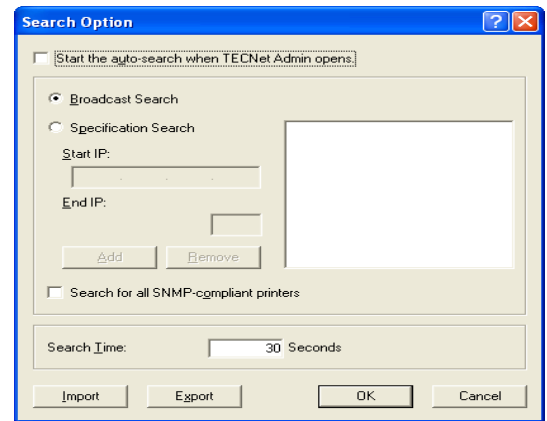 Search Option
Start the auto-search when TECNet Admin opens.
Broadcast Search
Specification Search
Start IP:
. . .
End IP:
Add Remove
Search for all SNMP-compliant printers
Search Time: 30 Seconds
Import Export OK Cancel